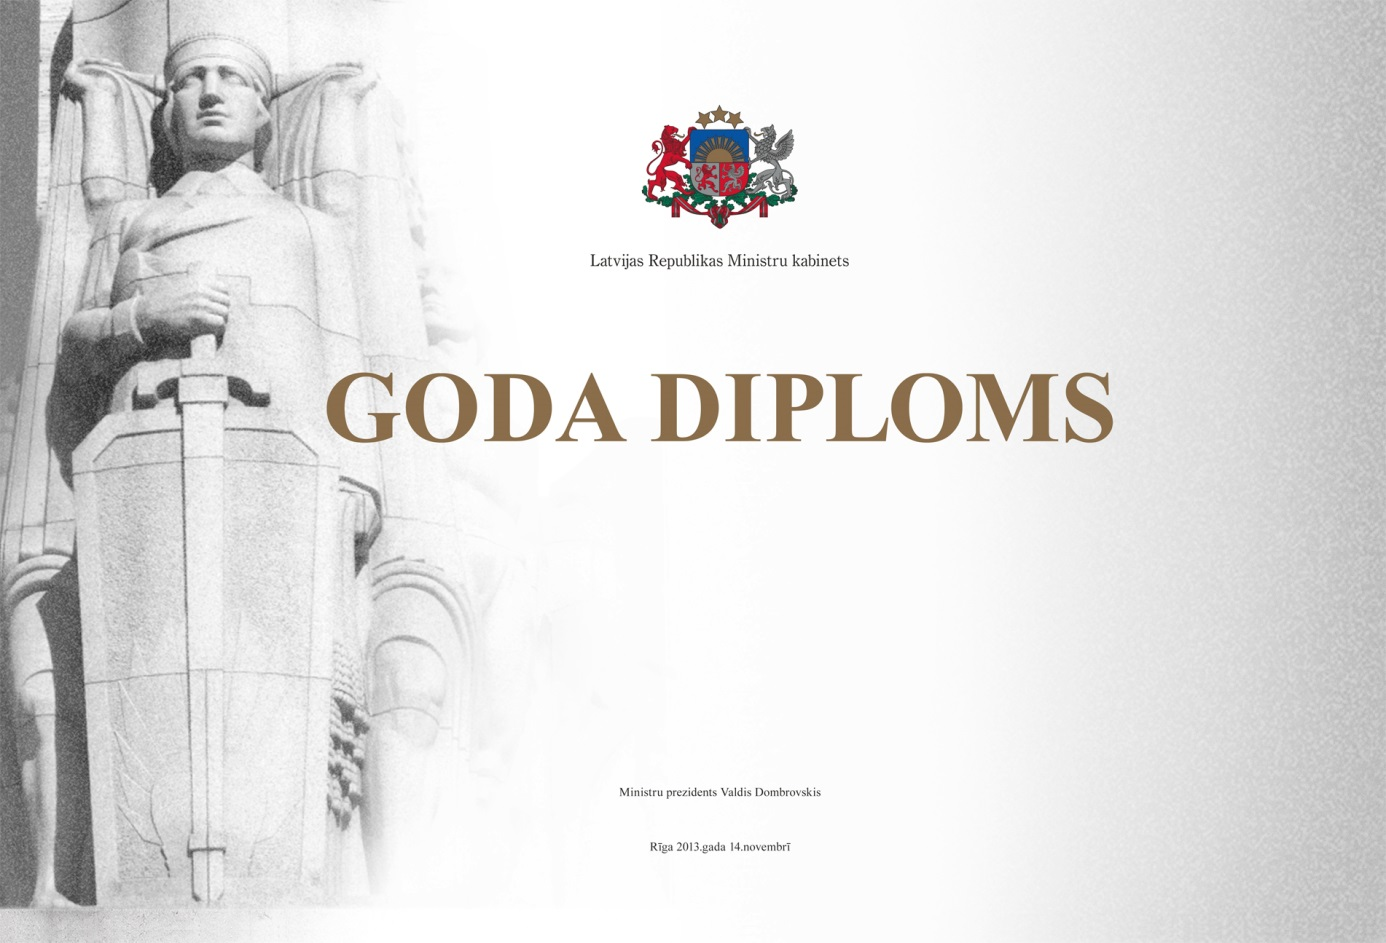 Latvijas Republikas Ministru kabinets
GODA DIPLOMS
Ministru prezidents Valdis Dombrovskis
Rīga 2013.gada 14.novembrī